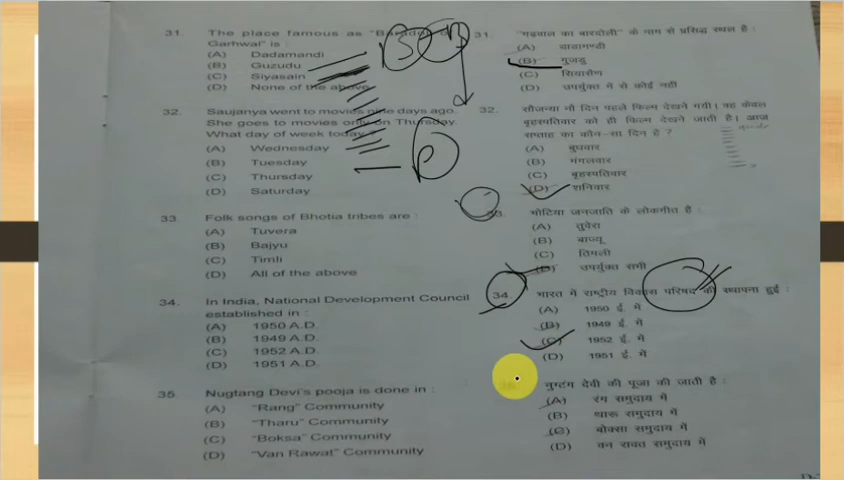 31. The place famous as "Bardoli of
Garhwal" is :
(A) Dadamandi
(B) Guzudu
(C) Siyasain
(D) None of the above
32. Saujanya went to movies nine days ago.
She goes to movies only on Thursday.
What day of week today ?
(A) Wednesday
(B) Tuesday
(C) Thursday
(D) Saturday
33. Folk songs of Bhotia tribes are :
(A) Tuvera
(B) Bajyu
(C) Timli
(D) All of the above
34. In India, National Development Council
established in :
(A) 1950 A.D.
(B) 1949 A.D.
(C) 1952 A.D.
(D) 1951 A.D.
35. Nugtang Devi's pooja is done in :
(A) "Rang" Community
(B) "Tharu" Community
(C) "Boksa" Community
(D) "Van Rawat" Community
31. "गढ़वाल का बारदोली" के नाम से प्रसिद्ध स्थल है :
(A) डाडामण्डी
(B) गुजडू
(C) सियासैंण
(D) उपर्युक्त में से कोई नहीं
32. सौजन्या नौ दिन पहले फिल्म देखने गयी। वह केवल
बृहस्पतिवार को ही फिल्म देखने जाती है। आज
सप्ताह का कौन-सा दिन है ?
(A) बुधवार
(B) मंगलवार
(C) बृहस्पतिवार
(D) शनिवार
33. भोटिया जनजाति के लोकगीत है :
(A) तुवेरा
(B) बाज्यू
(C) तिमली
(D) उपर्युक्त सभी
34. भारत में राष्ट्रीय विकास परिषद की स्थापना हुई :
(A) 1950 ई. में
(B) 1949 ई. में
(C) 1952 ई. में
(D) 1951 ई. में
35. नुग्टंग देवी की पूजा की जाती है :
(A) रंग समुदाय में
(B) थारू समुदाय में
(C) बोक्सा समुदाय में
(D) वन रावत समुदाय में